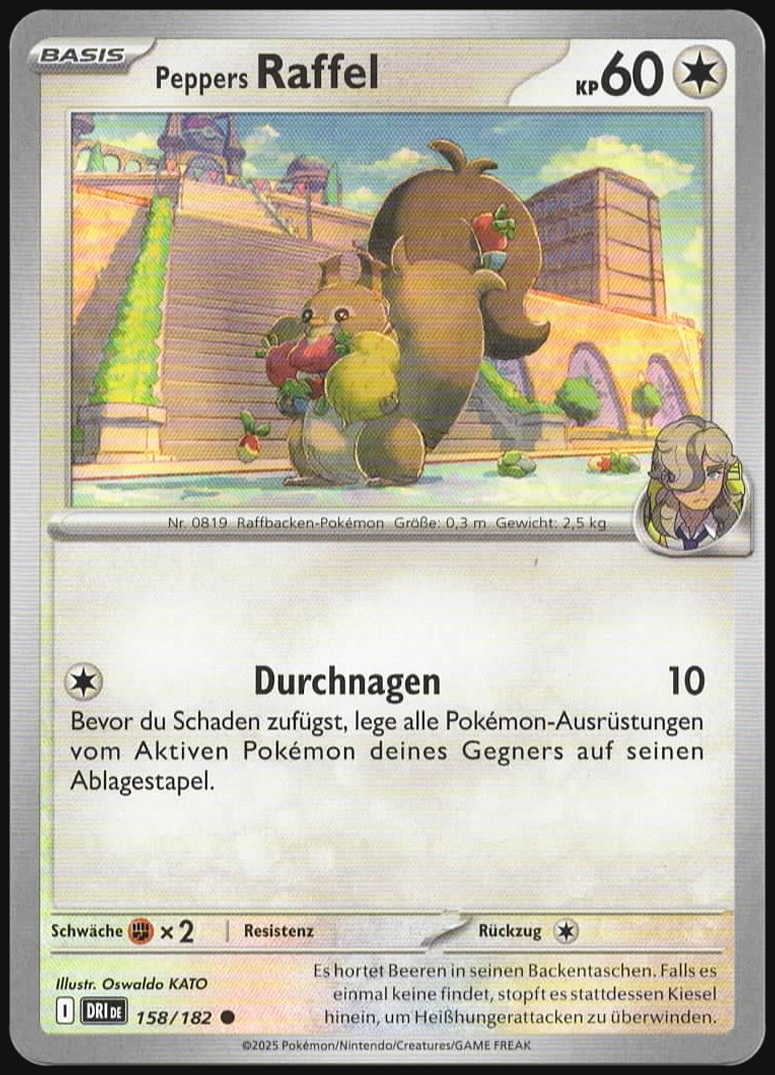 BASIS
Peppers Raffel
KP 60
Nr. 0819 Raffbacken-Pokémon Größe: 0,3 m Gewicht: 2,5 kg
Durchnagen 10
Bevor du Schaden zufügst, lege alle Pokémon-Ausrüstungen
vom Aktiven Pokémon deines Gegners auf seinen
Ablagestapel.
Schwäche ×2 Resistenz Rückzug
Illustr. Oswaldo KATO
I DRI DE 158/182
Es hortet Beeren in seinen Backentaschen. Falls es
einmal keine findet, stopft es stattdessen Kiesel
hinein, um Heißhungerattacken zu überwinden.
©2025 Pokémon/Nintendo/Creatures/GAME FREAK